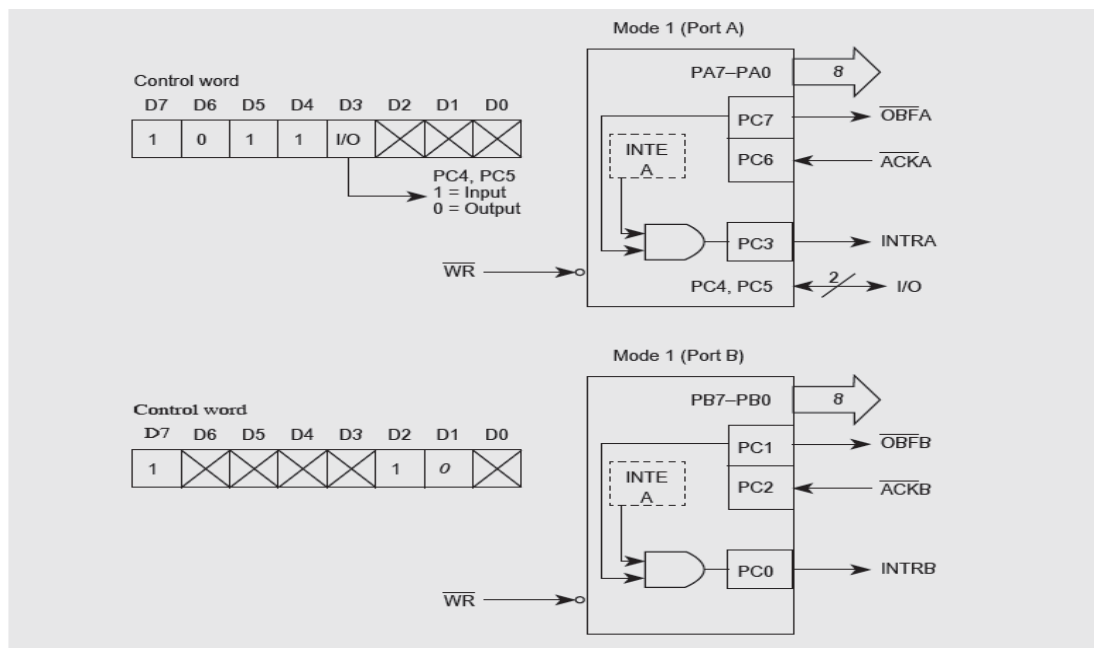 Mode 1 (Port A)
Control word
D7 D6 D5 D4 D3 D2 D1 D0
1 0 1 1 I/O
PC4, PC5
1 = Input
0 = Output
WR
PA7–PA0
8
PC7
OBFA
INTE
A
PC6
ACKA
PC3
INTRA
PC4, PC5
2
I/O
Mode 1 (Port B)
Control word
D7 D6 D5 D4 D3 D2 D1 D0
1 1 0
WR
PB7–PB0
8
PC1
OBFB
INTE
A
PC2
ACKB
PC0
INTRB